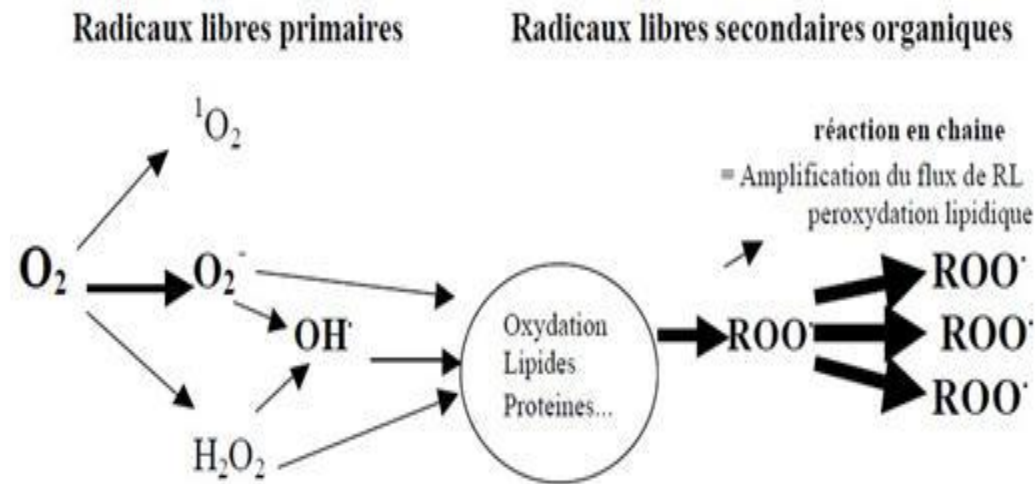 Radicaux libres primaires
Radicaux libres secondaires organiques
¹O₂
réaction en chaine
= Amplification du flux de RL
peroxydation lipidique
O₂
O₂⁻
OH·
H₂O₂
Oxydation
Lipides
Proteines...
ROO·
ROO·
ROO·
ROO·